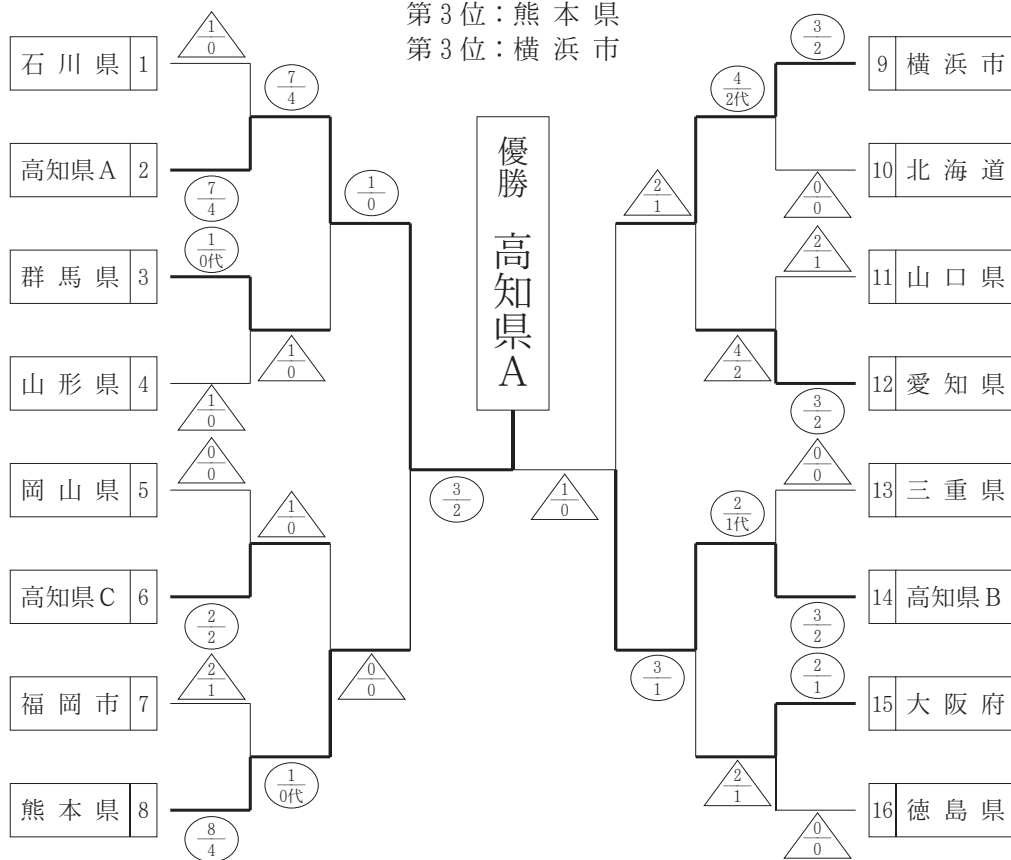 第3位：熊本県
第3位：横浜市
優勝 高知県A
石川県 1
1/0
7/4
高知県A 2
7/4
1/0
群馬県 3
1/0代
山形県 4
1/0
1/0
岡山県 5
0/0
1/0
高知県C 6
2/2
福岡市 7
2/1
0/0
熊本県 8
8/4
1/0代
3/2
1/0
9 横浜市
3/2
4/2代
10 北海道
0/0
2/1
11 山口県
2/1
12 愛知県
3/2
4/2
13 三重県
0/0
2/1代
14 高知県B
3/2
15 大阪府
2/1
3/1
16 徳島県
0/0
2/1